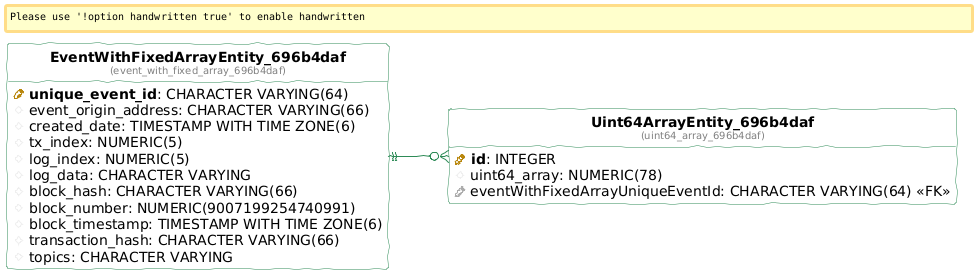 Please use '!option handwritten true' to enable handwritten
EventWithFixedArrayEntity_696b4daf
(event_with_fixed_array_696b4daf)
unique_event_id: CHARACTER VARYING(64)
event_origin_address: CHARACTER VARYING(66)
created_date: TIMESTAMP WITH TIME ZONE(6)
tx_index: NUMERIC(5)
log_index: NUMERIC(5)
log_data: CHARACTER VARYING
block_hash: CHARACTER VARYING(66)
block_number: NUMERIC(9007199254740991)
block_timestamp: TIMESTAMP WITH TIME ZONE(6)
transaction_hash: CHARACTER VARYING(66)
topics: CHARACTER VARYING
Uint64ArrayEntity_696b4daf
(uint64_array_696b4daf)
id: INTEGER
uint64_array: NUMERIC(78)
eventWithFixedArrayUniqueEventId: CHARACTER VARYING(64) «FK»